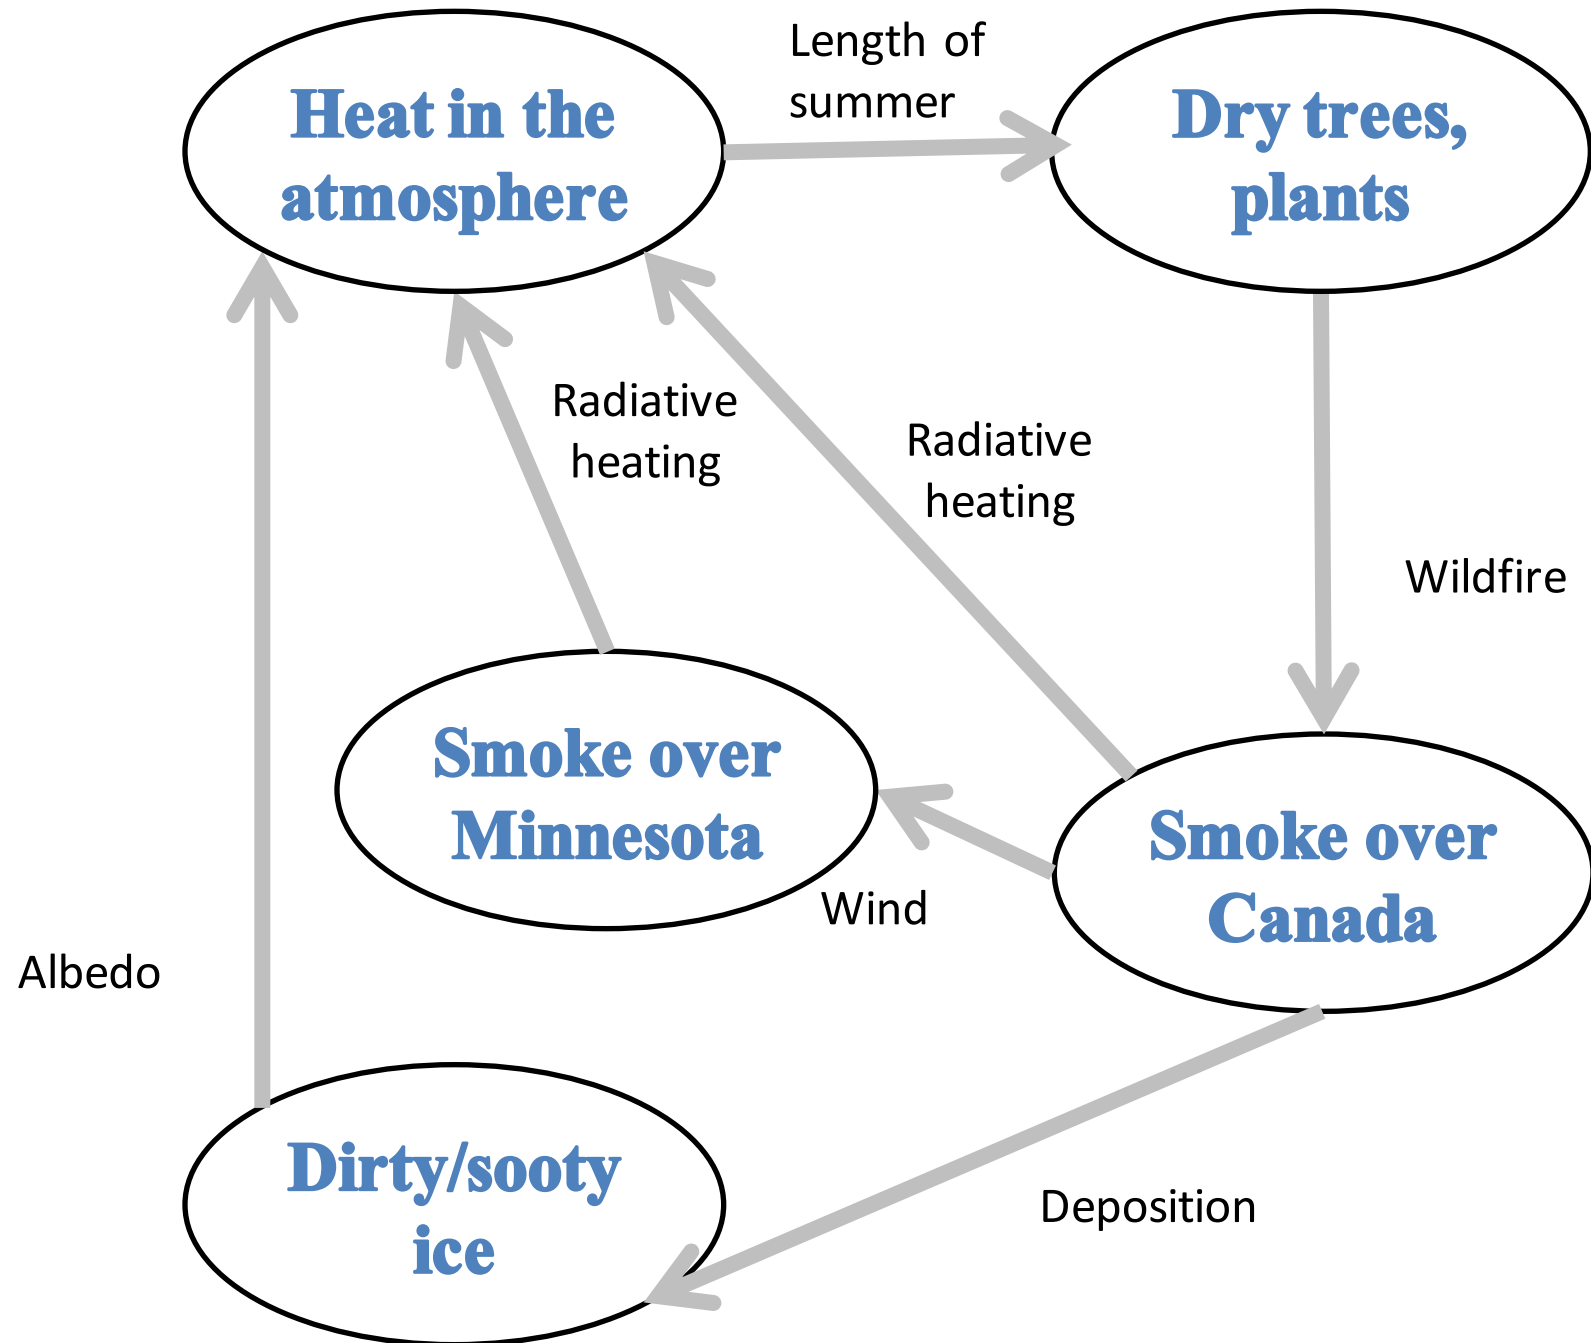 Heat in the
atmosphere
Length of
summer
Dry trees,
plants
Radiative
heating
Radiative
heating
Wildfire
Smoke over
Minnesota
Wind
Smoke over
Canada
Albedo
Dirty/sooty
ice
Deposition